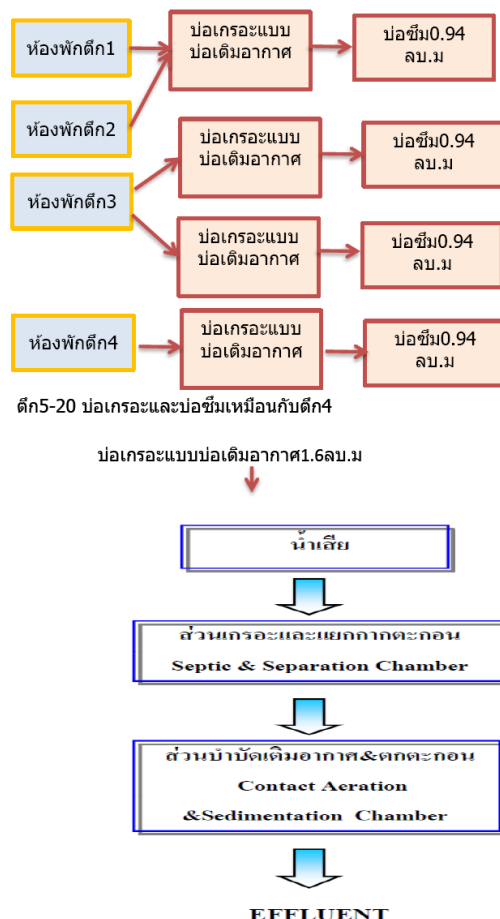 ห้องพักตึก1
บ่อเกรอะแบบ
บ่อเติมอากาศ
บ่อซึม0.94
ลบ.ม
ห้องพักตึก2
ห้องพักตึก3
บ่อเกรอะแบบ
บ่อเติมอากาศ
บ่อซึม0.94
ลบ.ม
บ่อเกรอะแบบ
บ่อเติมอากาศ
บ่อซึม0.94
ลบ.ม
ห้องพักตึก4
บ่อเกรอะแบบ
บ่อเติมอากาศ
บ่อซึม0.94
ลบ.ม
ตึก5-20 บ่อเกรอะและบ่อซึมเหมือนกับตึก4
บ่อเกรอะแบบบ่อเติมอากาศ1.6ลบ.ม
น้ำเสีย
ส่วนเกรอะและแยกกากตะกอน
Septic & Separation Chamber
ส่วนบำบัดเติมอากาศ&ตกตะกอน
Contact Aeration
&Sedimentation Chamber
EFFLUENT